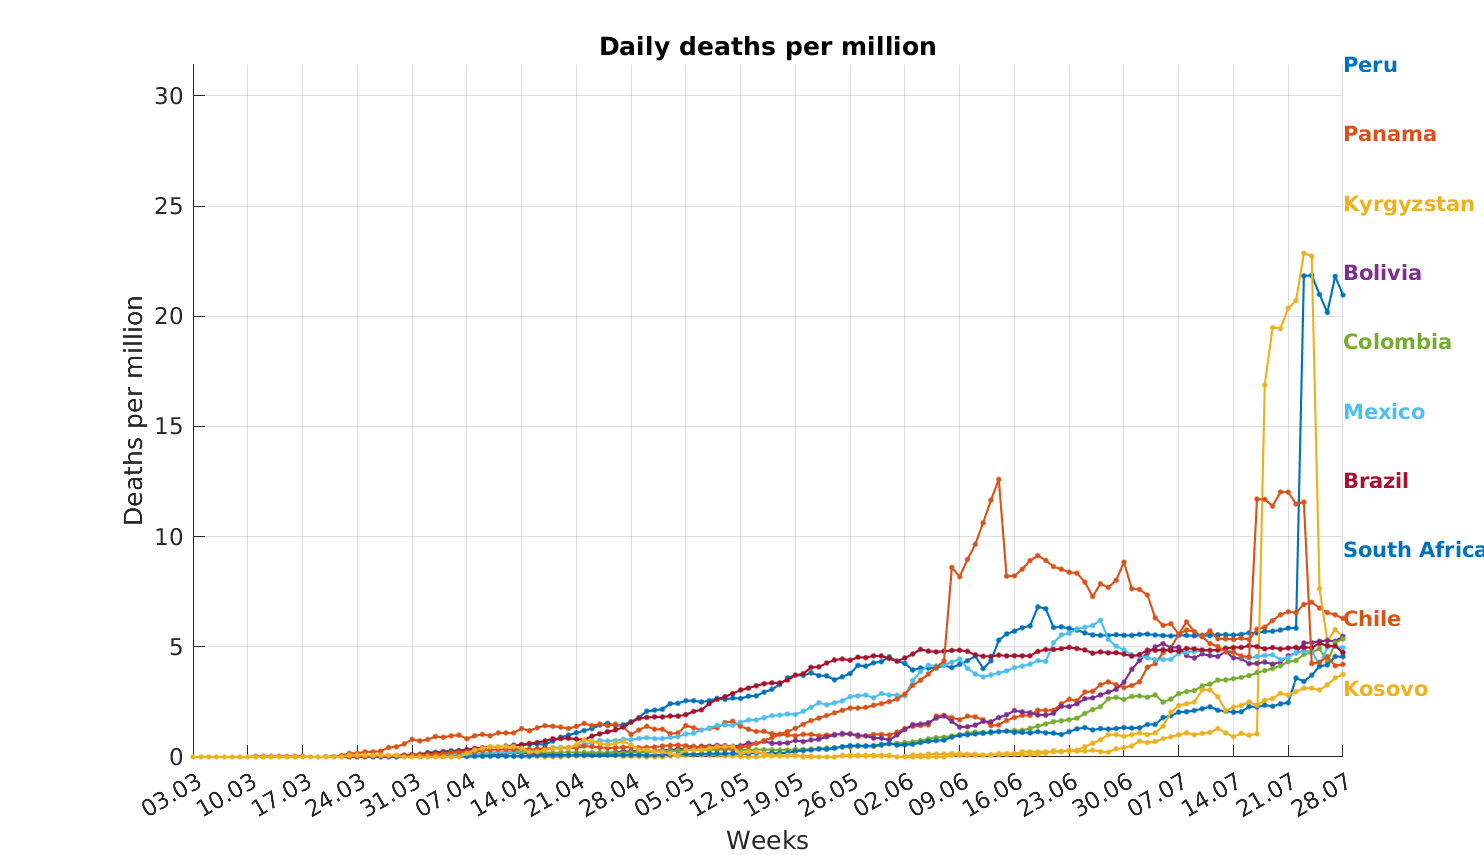 Daily deaths per million
Deaths per million
30
25
20
15
10
5
0
03.03
10.03
17.03
24.03
31.03
07.04
14.04
21.04
28.04
05.05
12.05
19.05
26.05
02.06
09.06
16.06
23.06
30.06
07.07
14.07
21.07
28.07
Weeks
Peru
Panama
Kyrgyzstan
Bolivia
Colombia
Mexico
Brazil
South Africa
Chile
Kosovo